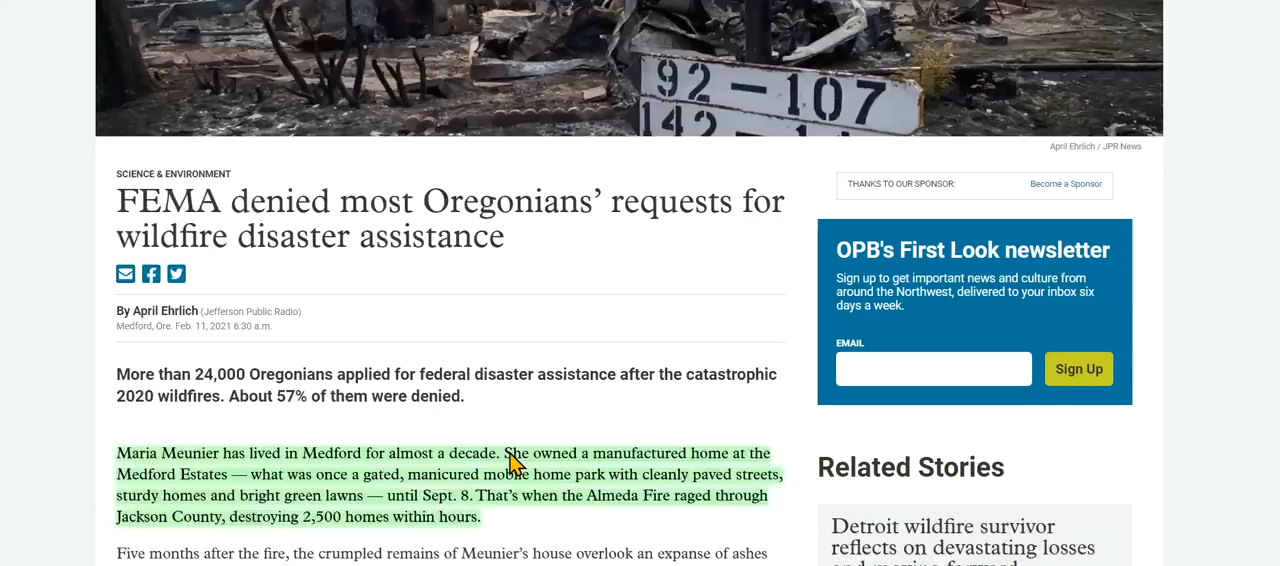 92 — 107
142 — 1
April Ehrlich / JPR News
SCIENCE & ENVIRONMENT
FEMA denied most Oregonians’ requests for
wildfire disaster assistance
By April Ehrlich (Jefferson Public Radio)
Medford, Ore. Feb. 11, 2021 6:30 a.m.
More than 24,000 Oregonians applied for federal disaster assistance after the catastrophic
2020 wildfires. About 57% of them were denied.
Maria Meunier has lived in Medford for almost a decade. She owned a manufactured home at the
Medford Estates — what was once a gated, manicured mobile home park with cleanly paved streets,
sturdy homes and bright green lawns — until Sept. 8. That’s when the Almeda Fire raged through
Jackson County, destroying 2,500 homes within hours.
Five months after the fire, the crumpled remains of Meunier’s house overlook an expanse of ashes
THANKS TO OUR SPONSOR:
Become a Sponsor
OPB's First Look newsletter
Sign up to get important news and culture from
around the Northwest, delivered to your inbox six
days a week.
EMAIL
Sign Up
Related Stories
Detroit wildfire survivor
reflects on devastating losses
and moving forward